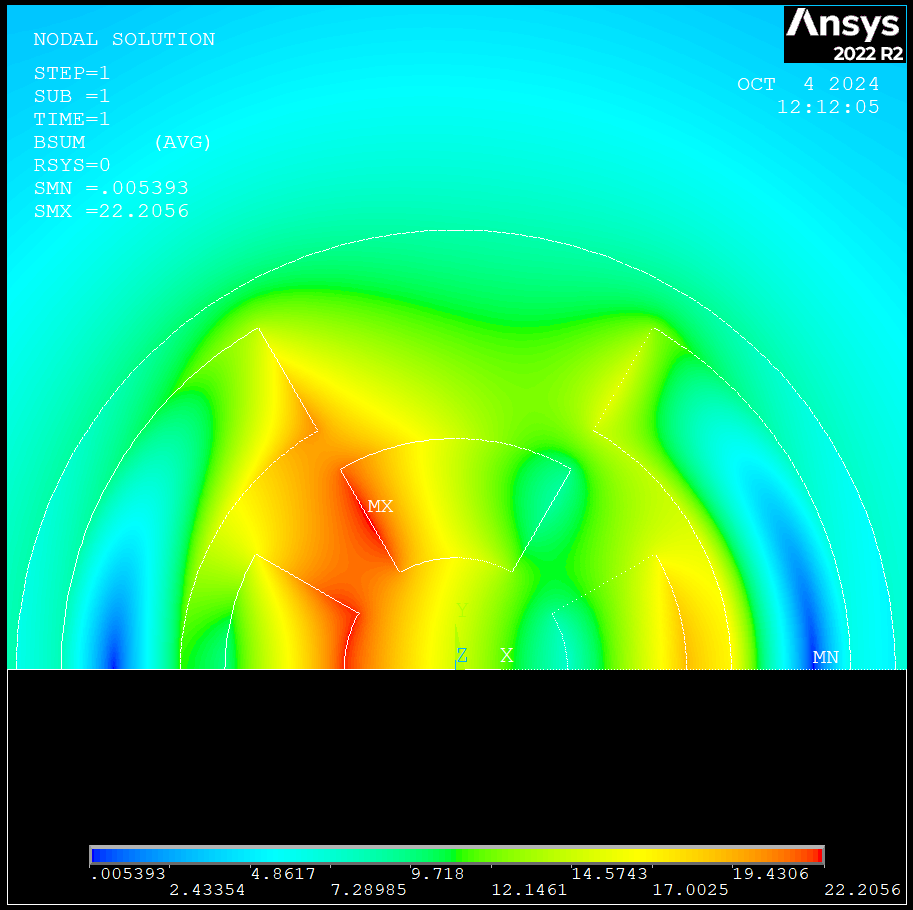 Ansys
2022 R2
NODAL SOLUTION
STEP=1
SUB =1
TIME=1
BSUM (AVG)
RSYS=0
SMN =.005393
SMX =22.2056
OCT 4 2024
12:12:05
MX
Y
Z X
MN
.005393 4.8617 9.718 14.5743 19.4306
2.43354 7.28985 12.1461 17.0025 22.2056